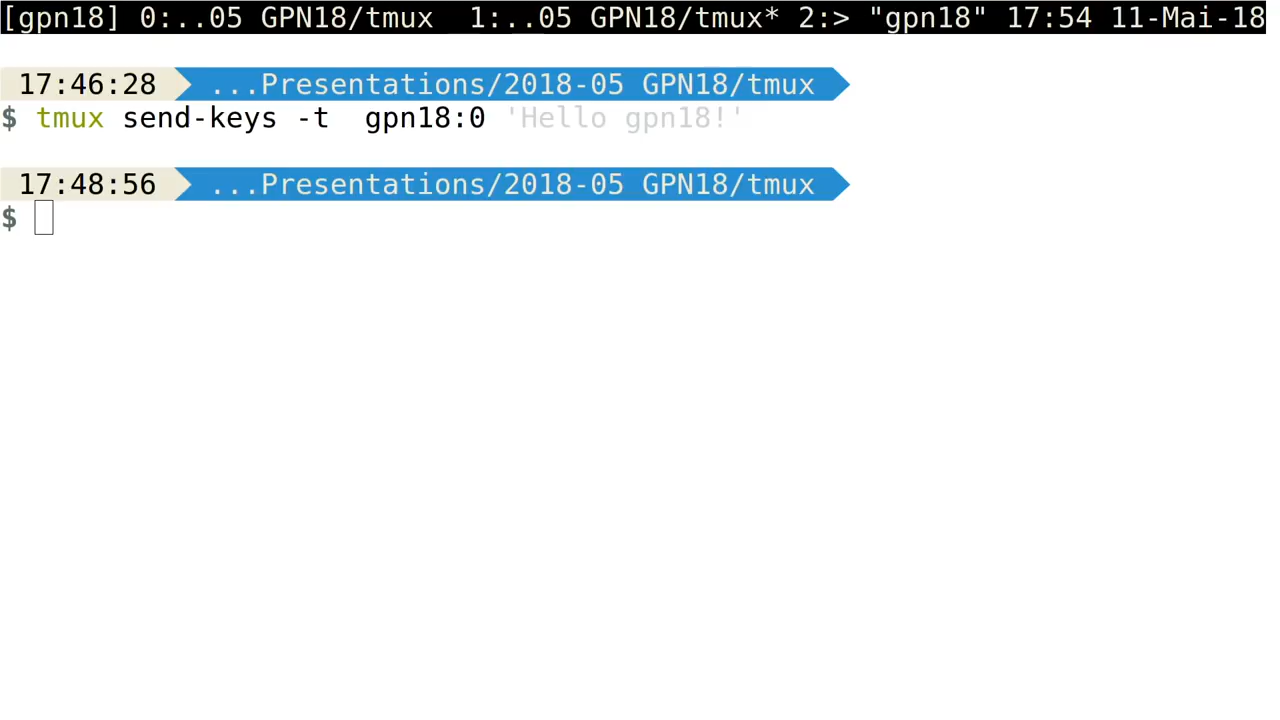 [gpn18] 0:..05 GPN18/tmux  1:..05 GPN18/tmux* 2:> "gpn18" 17:54 11-Mai-18
17:46:28 ...Presentations/2018-05 GPN18/tmux
$ tmux send-keys -t  gpn18:0 'Hello gpn18!'
17:48:56 ...Presentations/2018-05 GPN18/tmux
$